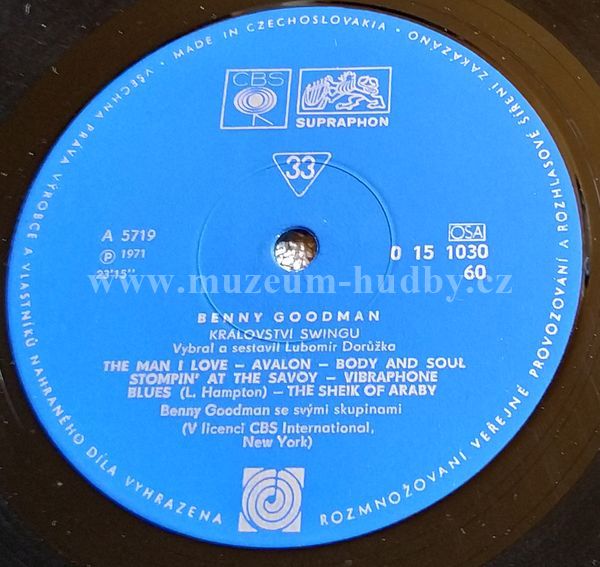 VŠECHNA PRÁVA VÝROBCE A VLASTNÍKŮ NAHRANÉHO DÍLA VYHRAZENA
MADE IN CZECHOSLOVAKIA
ROZMNOŽOVÁNÍ VEŘEJNÉ PROVOZOVÁNÍ A ROZHLASOVÉ ŠÍŘENÍ ZAKÁZÁNO
CBS
SUPRAPHON
33
A 5719
Ⓟ 1971
23'15''
OSA
0 15 1030
60
www.muzeum-hudby.cz
BENNY GOODMAN
KRÁLOVSTVÍ SWINGU
Vybral a sestavil Lubomír Dorůžka
THE MAN I LOVE – AVALON – BODY AND SOUL
STOMPIN' AT THE SAVOY – VIBRAPHONE
BLUES (L. Hampton) – THE SHEIK OF ARABY
Benny Goodman se svými skupinami
(V licenci CBS International,
New York)